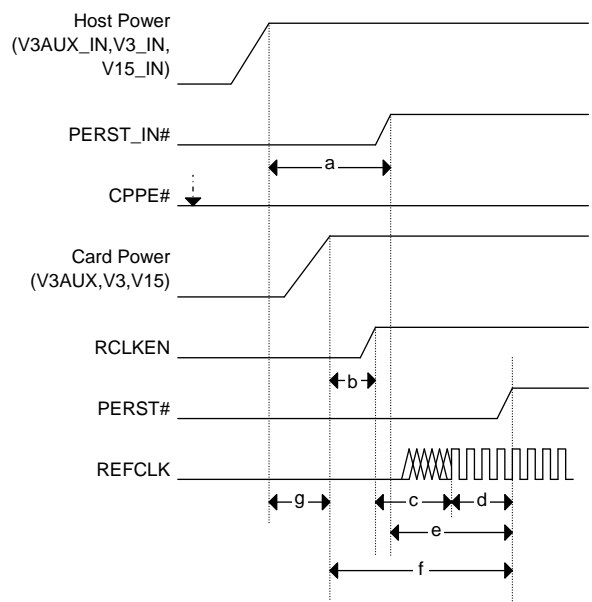 Host Power
(V3AUX_IN,V3_IN,
V15_IN)
PERST_IN#
a
CPPE#
Card Power
(V3AUX,V3,V15)
RCLKEN
b
PERST#
REFCLK
g
c
d
e
f